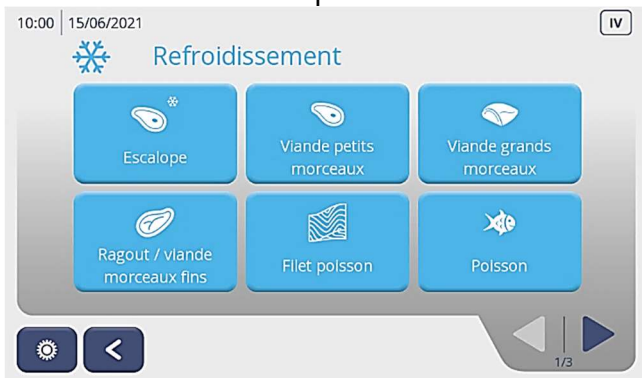 10:00 15/06/2021
IV
Refroidissement
Escalope
Viande petits
morceaux
Viande grands
morceaux
Ragout / viande
morceaux fins
Filet poisson
Poisson
1/3